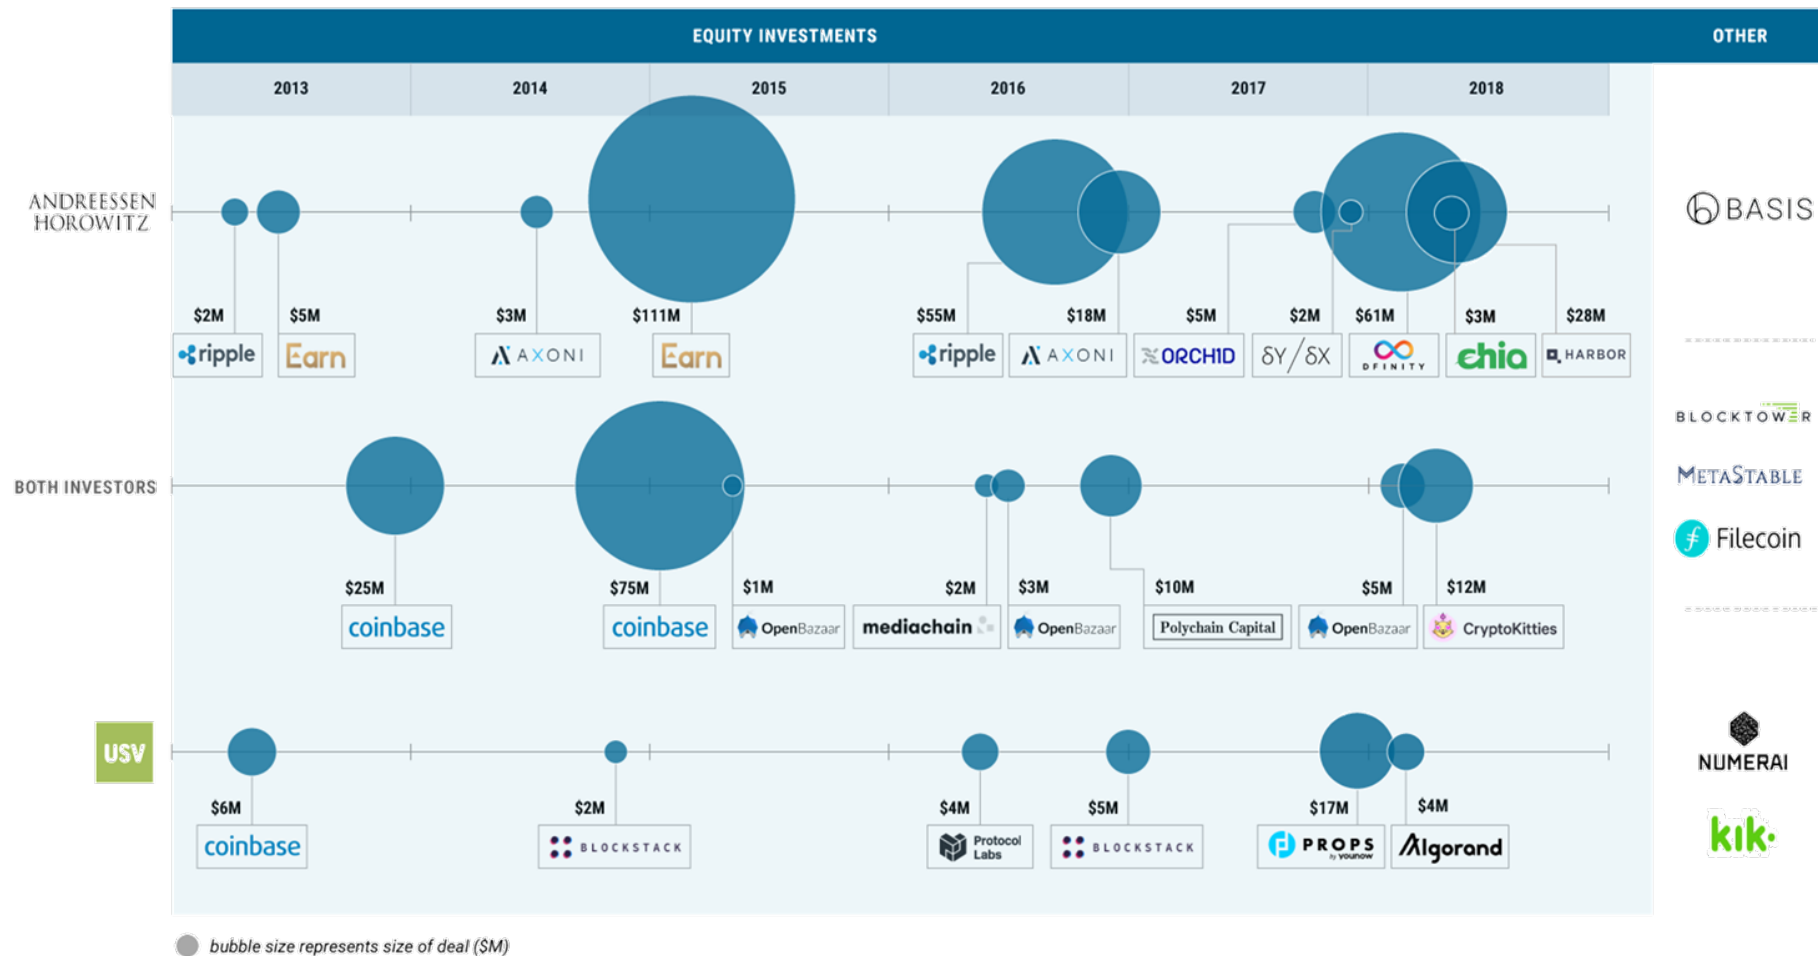 EQUITY INVESTMENTS
OTHER
2013
2014
2015
2016
2017
2018
ANDREESSEN
HOROWITZ
$2M
$5M
$3M
$111M
$55M
$18M
$5M
$2M
$61M
$3M
$28M
ripple
Earn
AXONI
Earn
ripple
AXONI
ORCH1D
δY/δX
DFINITY
chia
HARBOR
BASIS
BLOCKTOWER
METASTABLE
Filecoin
BOTH INVESTORS
$25M
$75M
$1M
$2M
$3M
$10M
$5M
$12M
coinbase
coinbase
OpenBazaar
mediachain
OpenBazaar
Polychain Capital
OpenBazaar
CryptoKitties
USV
$6M
$2M
$4M
$5M
$17M
$4M
coinbase
BLOCKSTACK
Protocol
Labs
BLOCKSTACK
PROPS
by younow
Algorand
NUMERAI
kik
bubble size represents size of deal ($M)